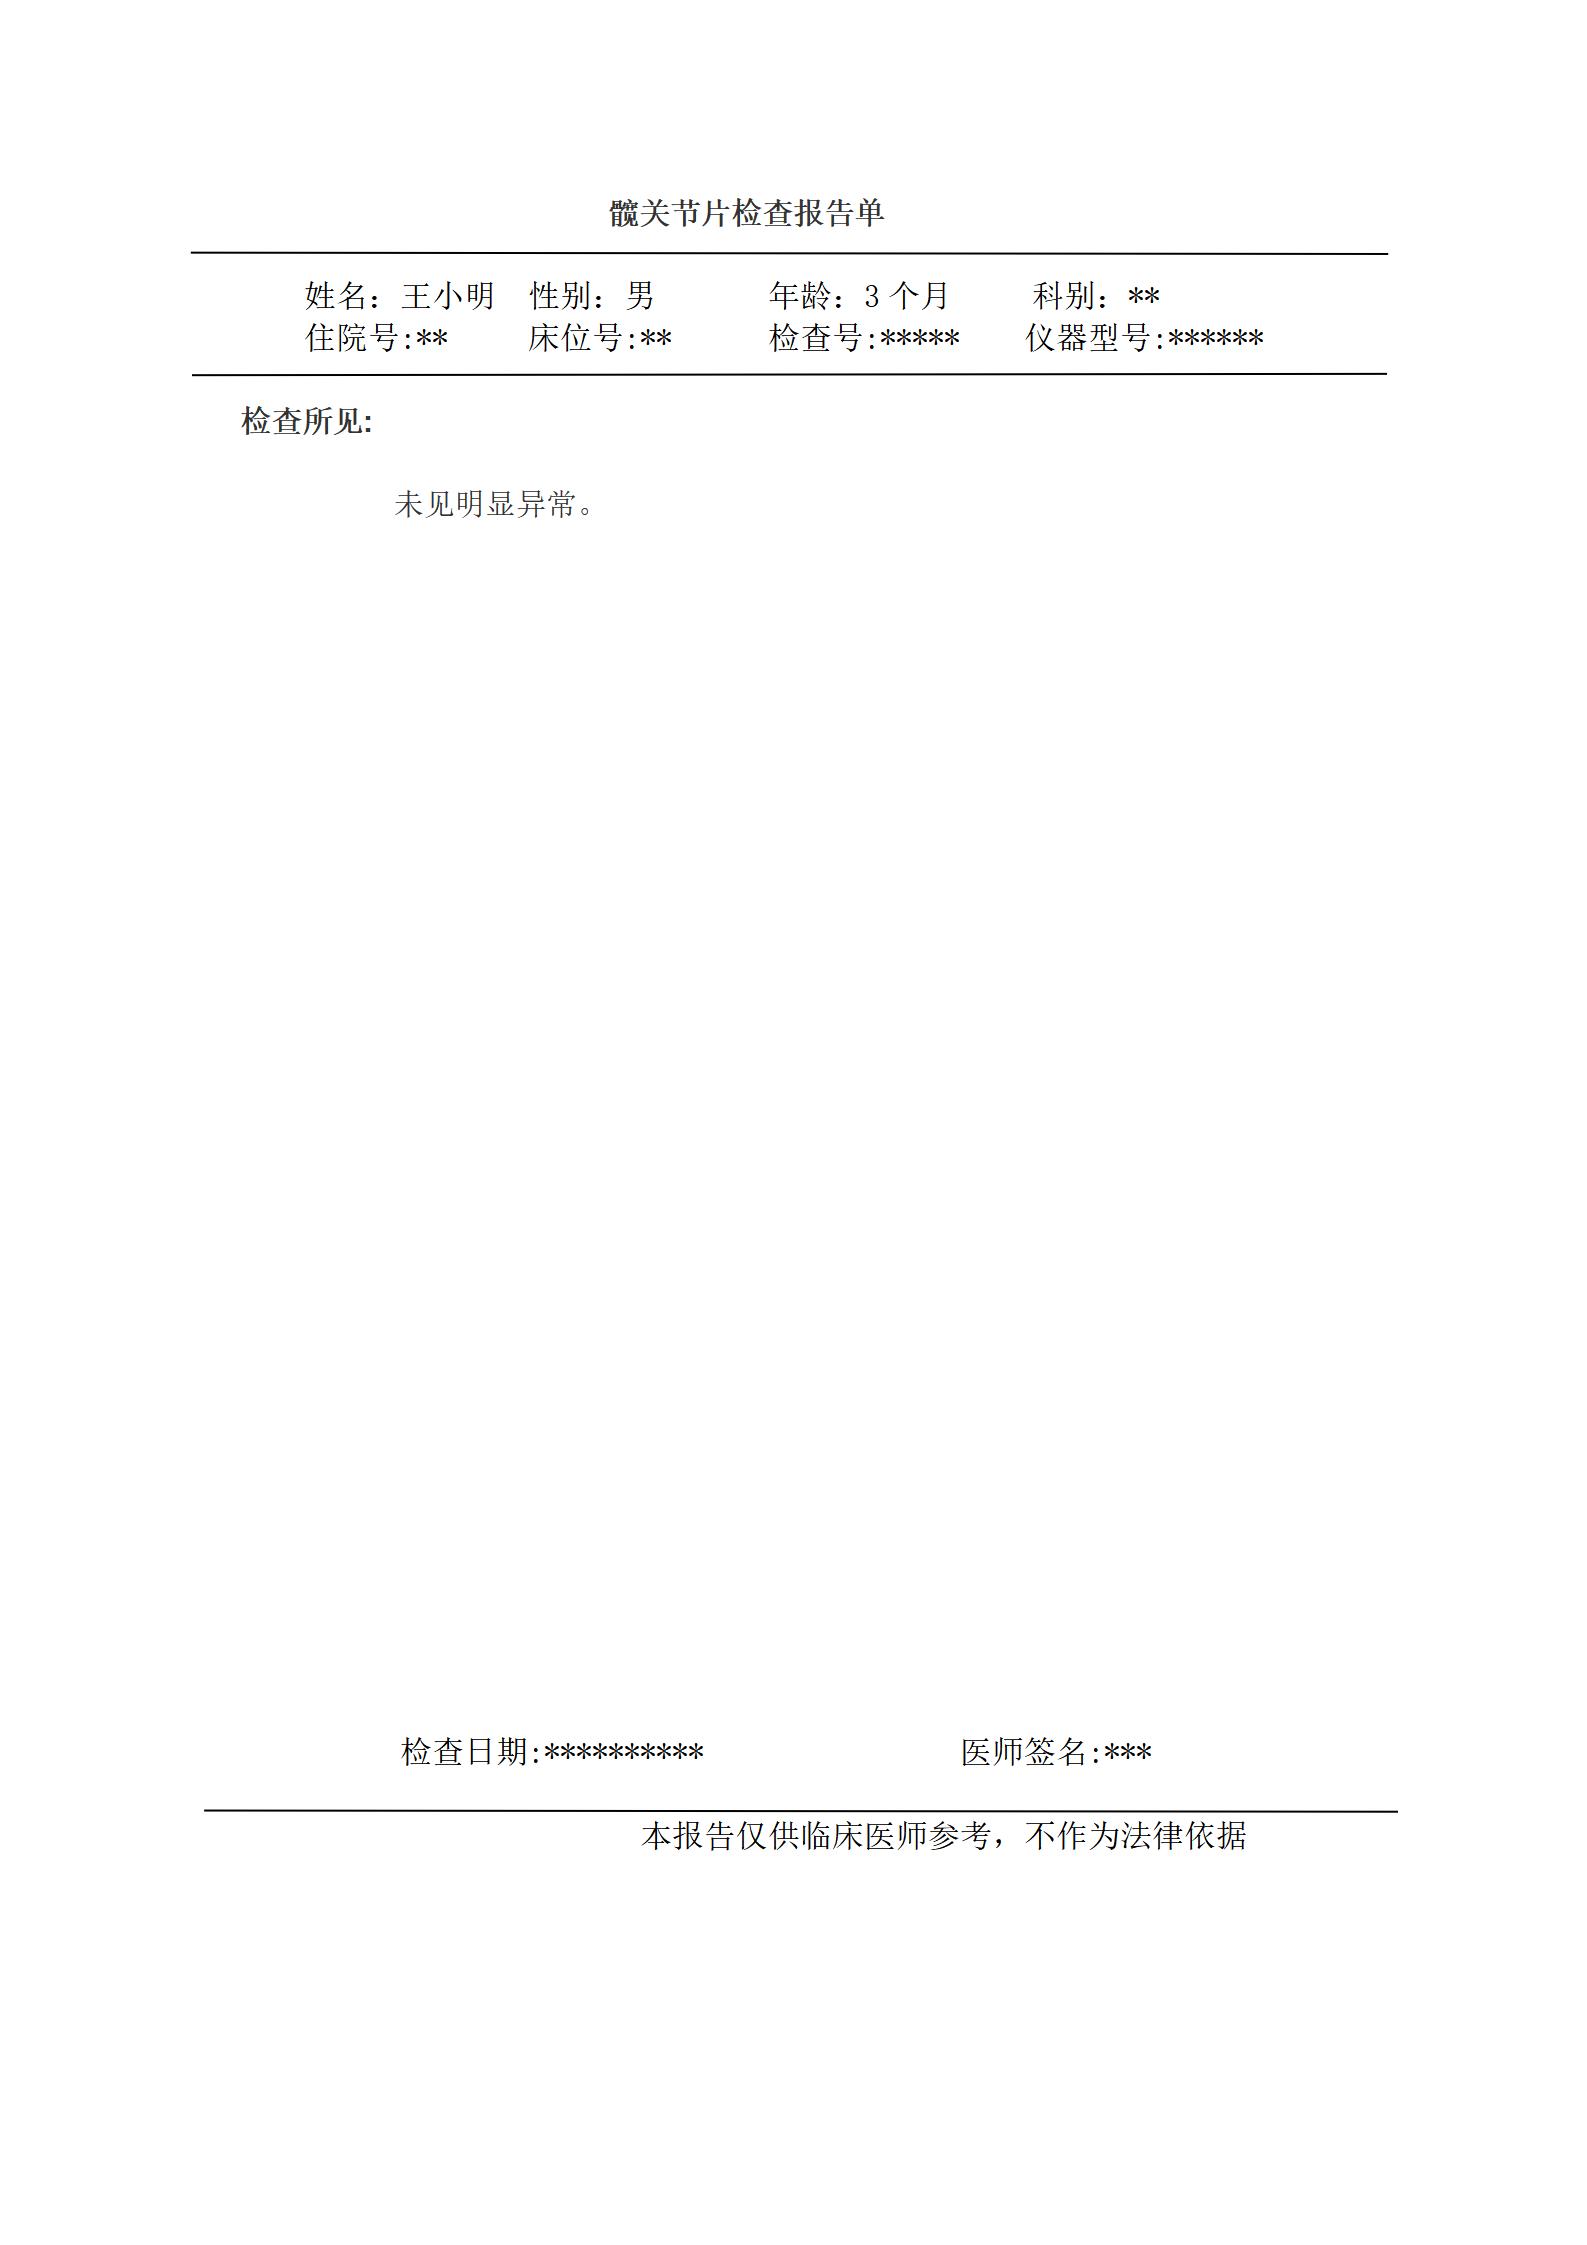 髋关节片检查报告单
姓名：王小明 性别：男 年龄：3 个月 科别：**
住院号:** 床位号:** 检查号:***** 仪器型号:******
检查所见:
未见明显异常。
检查日期:********** 医师签名:***
本报告仅供临床医师参考，不作为法律依据